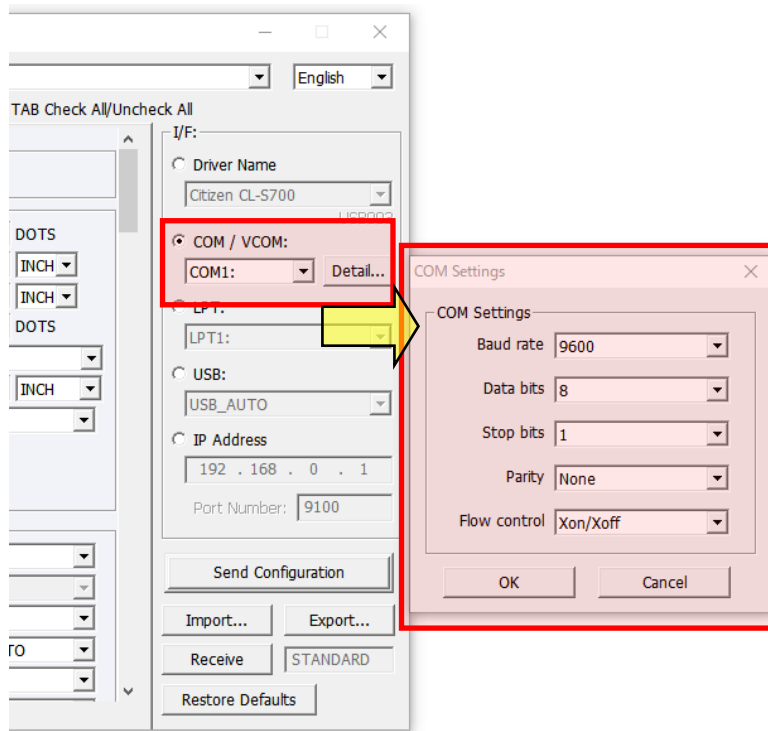 English
TAB Check All/Uncheck All
I/F:
Driver Name
Citizen CL-S700
DOTS
COM / VCOM:
INCH
COM1:
Detail...
COM Settings
INCH
LPT:
COM Settings
DOTS
LPT1:
Baud rate 9600
USB:
INCH
Data bits 8
USB_AUTO
Stop bits 1
IP Address
192 . 168 . 0 . 1
Parity None
Port Number: 9100
Flow control Xon/Xoff
Send Configuration
OK
Cancel
Import...
Export...
TO
Receive
STANDARD
Restore Defaults